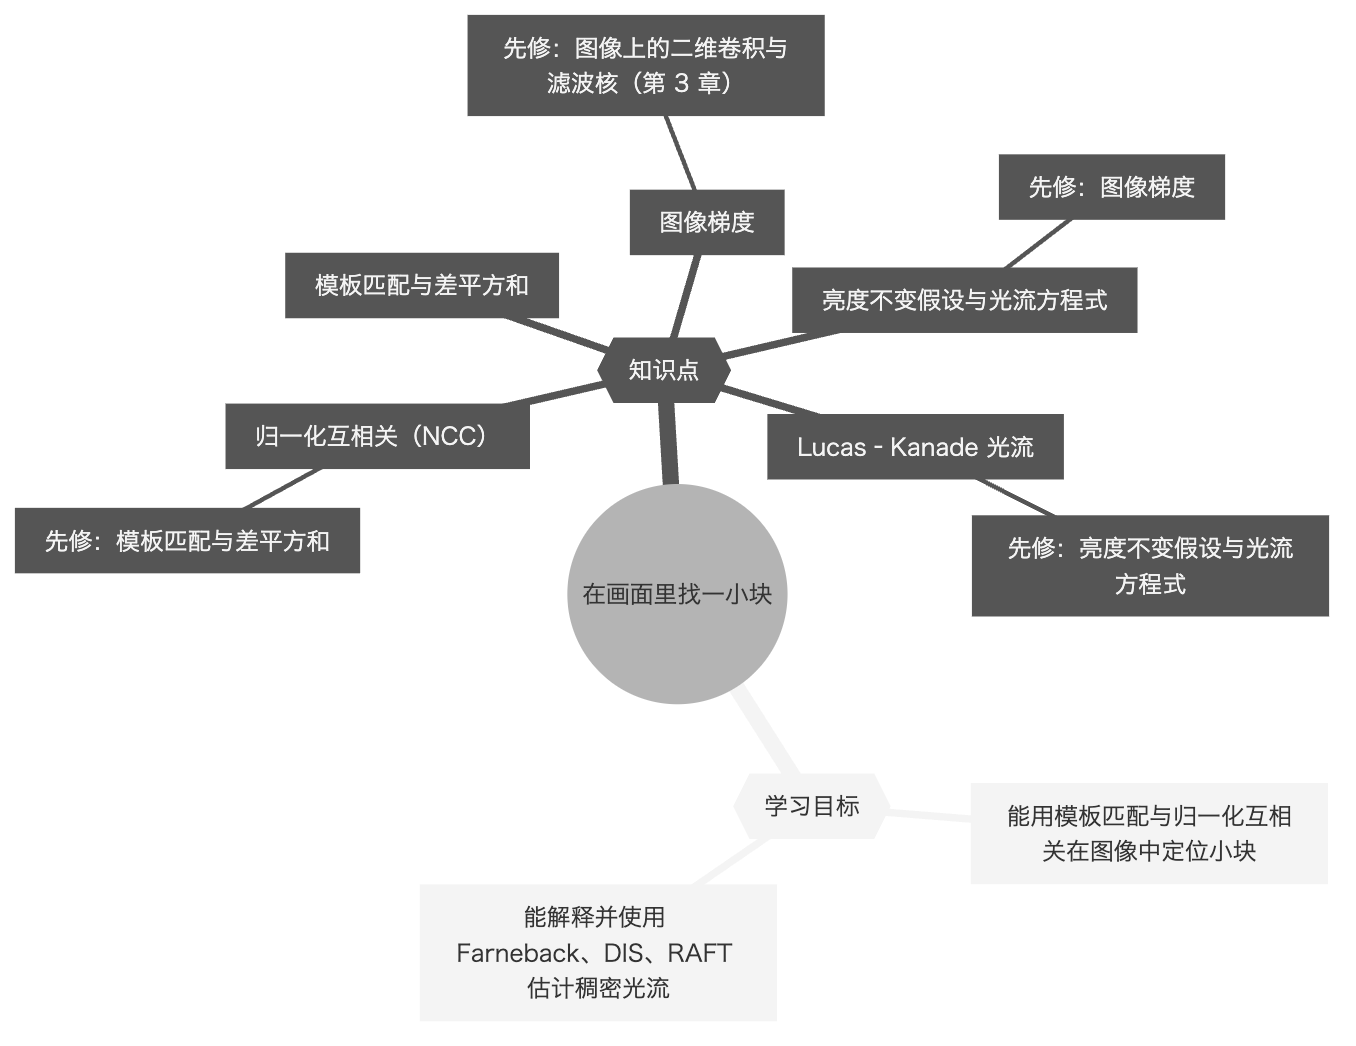 先修：图像上的二维卷积与
滤波核（第 3 章）
先修：图像梯度
图像梯度
模板匹配与差平方和
亮度不变假设与光流方程式
知识点
归一化互相关（NCC）
Lucas - Kanade 光流
先修：模板匹配与差平方和
先修：亮度不变假设与光流
方程式
在画面里找一小块
学习目标
能用模板匹配与归一化互相
关在图像中定位小块
能解释并使用
Farneback、DIS、RAFT
估计稠密光流